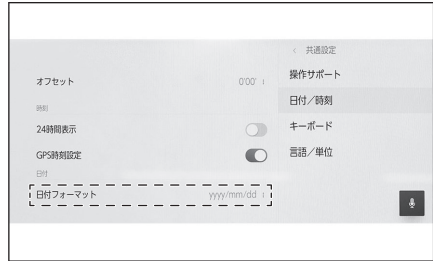 共通設定
オフセット 0'00'
操作サポート
時刻
日付／時刻
24時間表示
キーボード
GPS時刻設定
言語／単位
日付
日付フォーマット yyyy/mm/dd